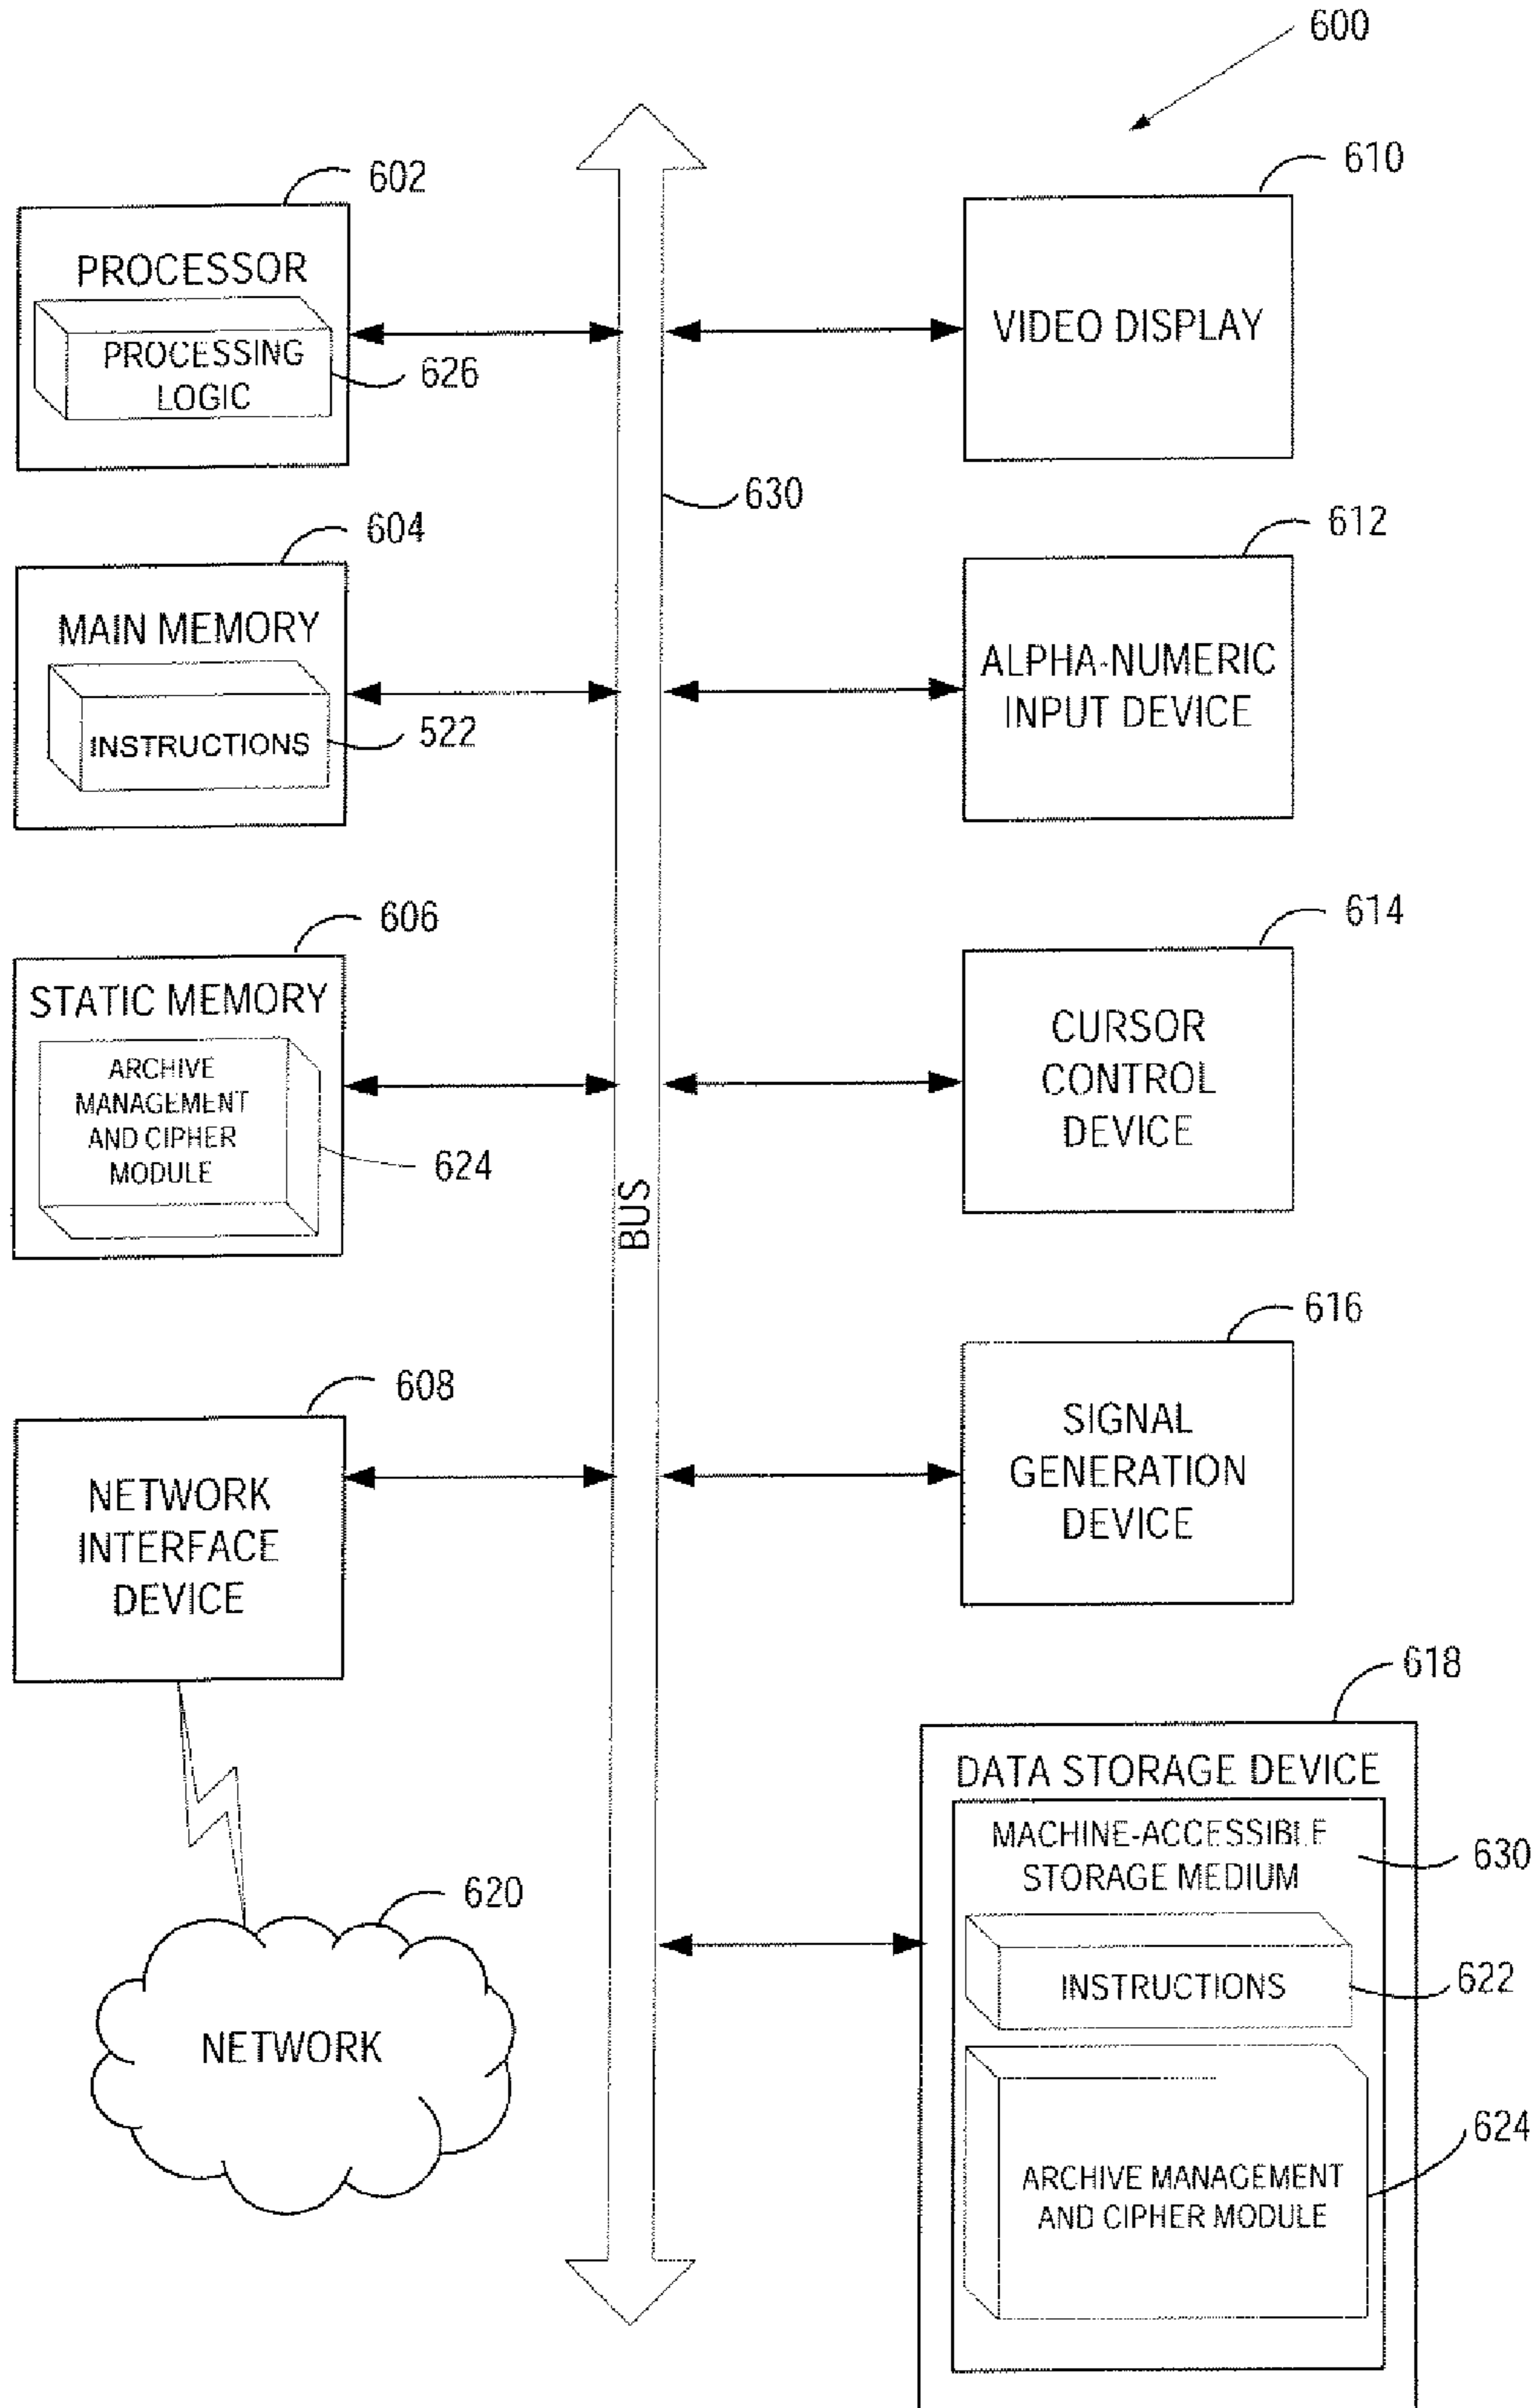 600
602
PROCESSOR
PROCESSING
LOGIC
626
610
VIDEO DISPLAY
630
604
MAIN MEMORY
INSTRUCTIONS
522
612
ALPHA-NUMERIC
INPUT DEVICE
606
STATIC MEMORY
ARCHIVE
MANAGEMENT
AND CIPHER
MODULE
624
614
CURSOR
CONTROL
DEVICE
BUS
608
NETWORK
INTERFACE
DEVICE
616
SIGNAL
GENERATION
DEVICE
620
NETWORK
618
DATA STORAGE DEVICE
MACHINE-ACCESSIBLE
STORAGE MEDIUM
630
INSTRUCTIONS
622
ARCHIVE MANAGEMENT
AND CIPHER MODULE
624